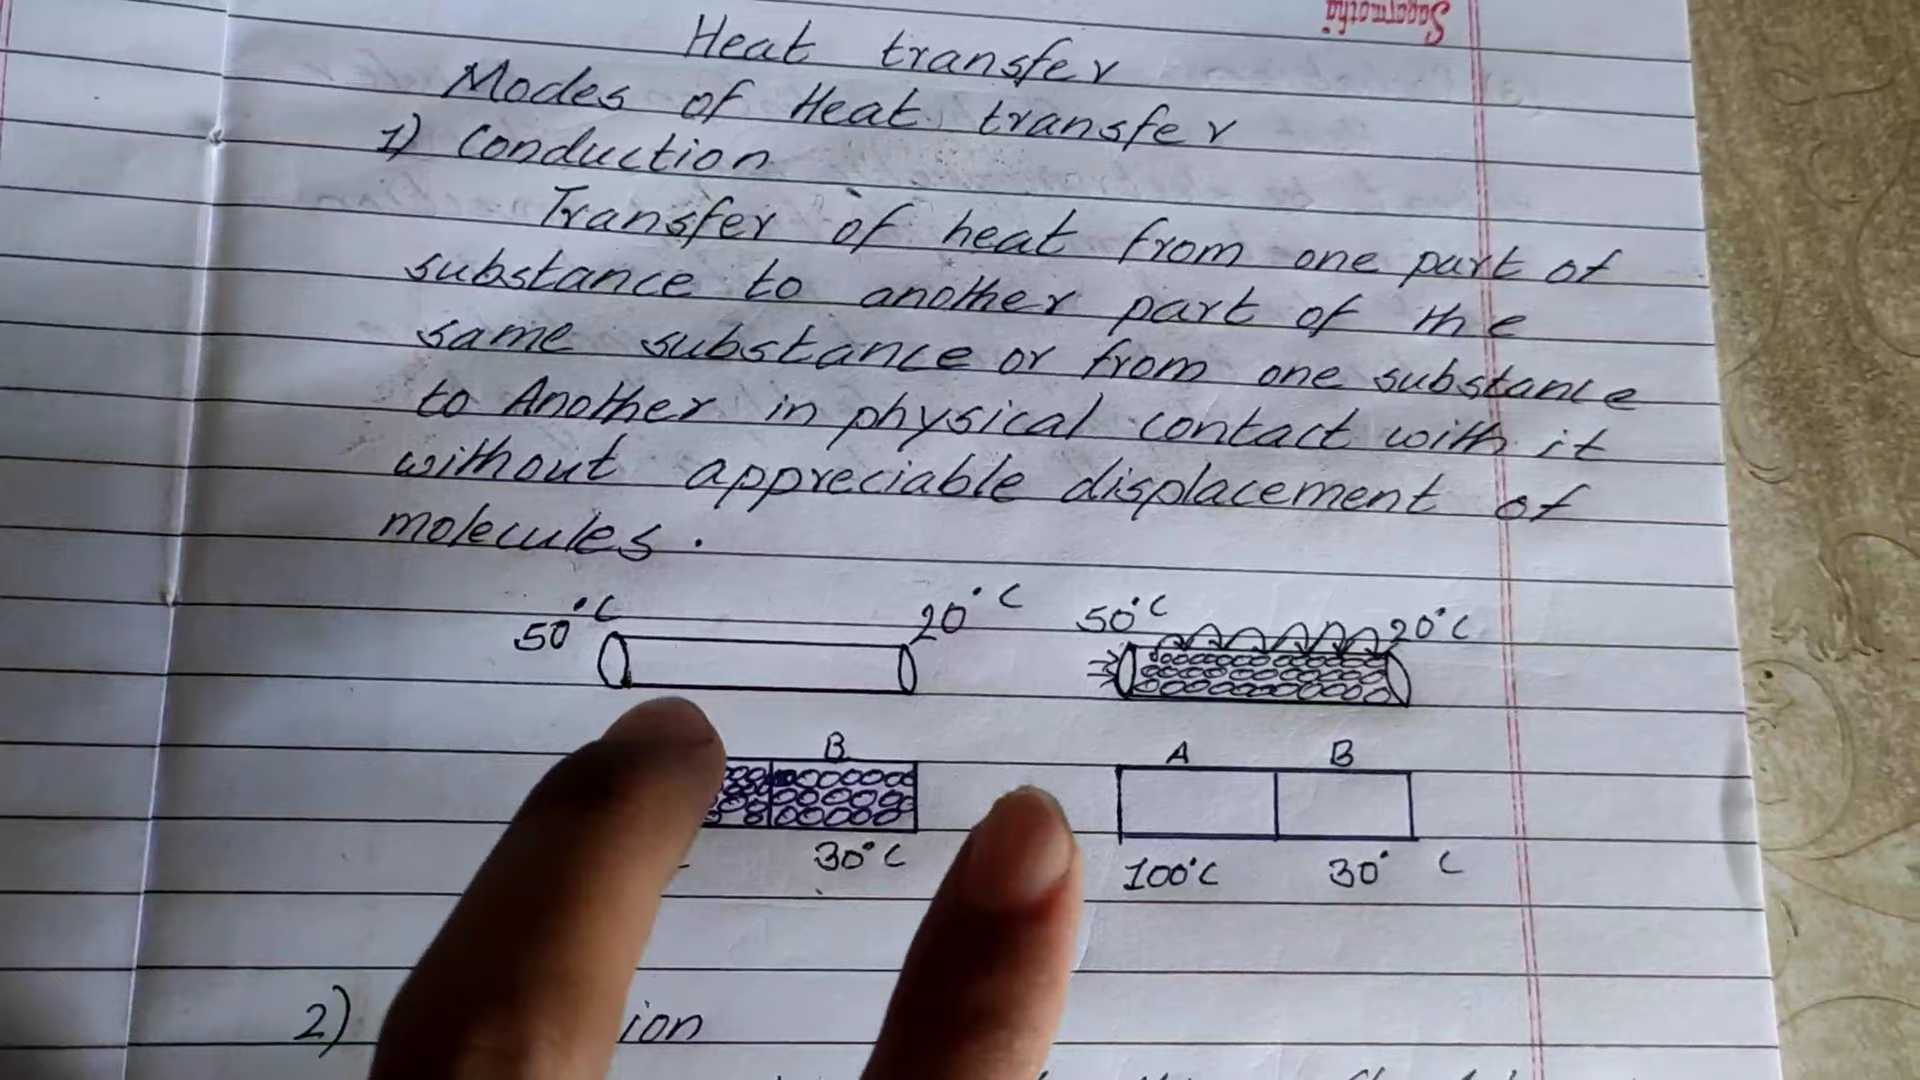 Sagarmatha
Heat transfer
Modes of Heat transfer
1) Conduction
Transfer of heat from one part of
substance to another part of the
same substance or from one substance
to Another in physical contact with it
without appreciable displacement of
molecules.
50°C 20°C 50°C 20°C
B A B
30°C 100°C 30° C
2)